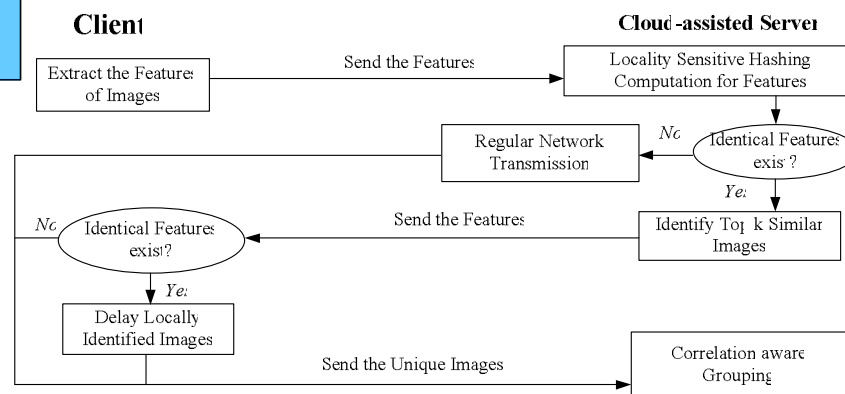 Client
Cloud -assisted Server
Extract the Features
of Images
Send the Features
Locality Sensitive Hashing
Computation for Features
Regular Network
Transmission
No
Identical Features
exist ?
Yes
No
Identical Features
exist?
Send the Features
Identify Top k Similar
Images
Yes
Delay Locally
Identified Images
Send the Unique Images
Correlation aware
Grouping